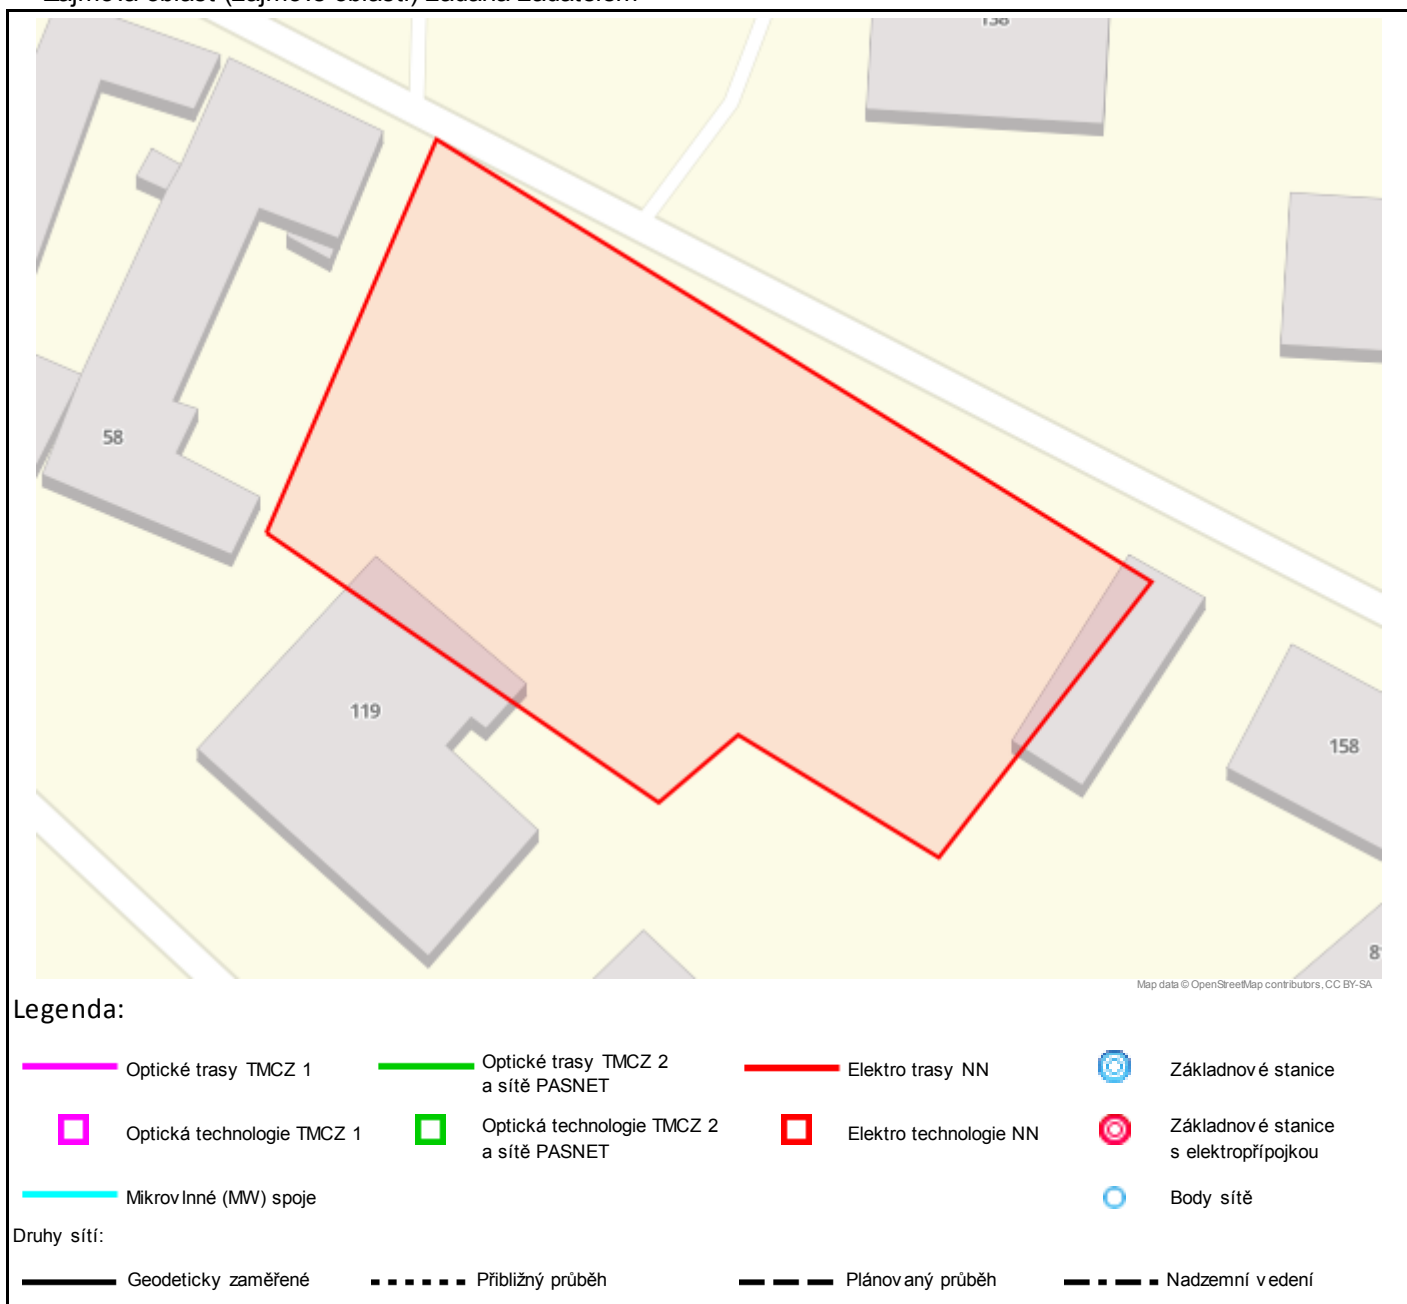 138
58
119
158
Map data © OpenStreetMap contributors, CC BY-SA
Legenda:
Optické trasy TMCZ 1
Optické trasy TMCZ 2
a sítě PASNET
Elektro trasy NN
Základnové stanice
Optická technologie TMCZ 1
Optická technologie TMCZ 2
a sítě PASNET
Elektro technologie NN
Základnové stanice
s elektropřípojkou
Mikrovlnné (MW) spoje
Body sítě
Druhy sítí:
Geodeticky zaměřené
Přibližný průběh
Plánovaný průběh
Nadzemní vedení